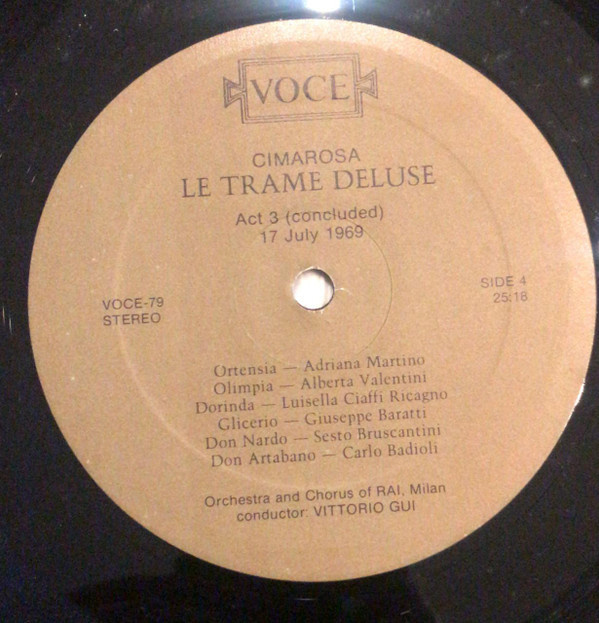 VOCE
CIMAROSA
LE TRAME DELUSE
Act 3 (concluded)
17 July 1969
VOCE-79
STEREO
SIDE 4
25:18
Ortensia — Adriana Martino
Olimpia — Alberta Valentini
Dorinda — Luisella Ciaffi Ricagno
Glicerio — Giuseppe Baratti
Don Nardo — Sesto Bruscantini
Don Artabano — Carlo Badioli
Orchestra and Chorus of RAI, Milan
conductor: VITTORIO GUI